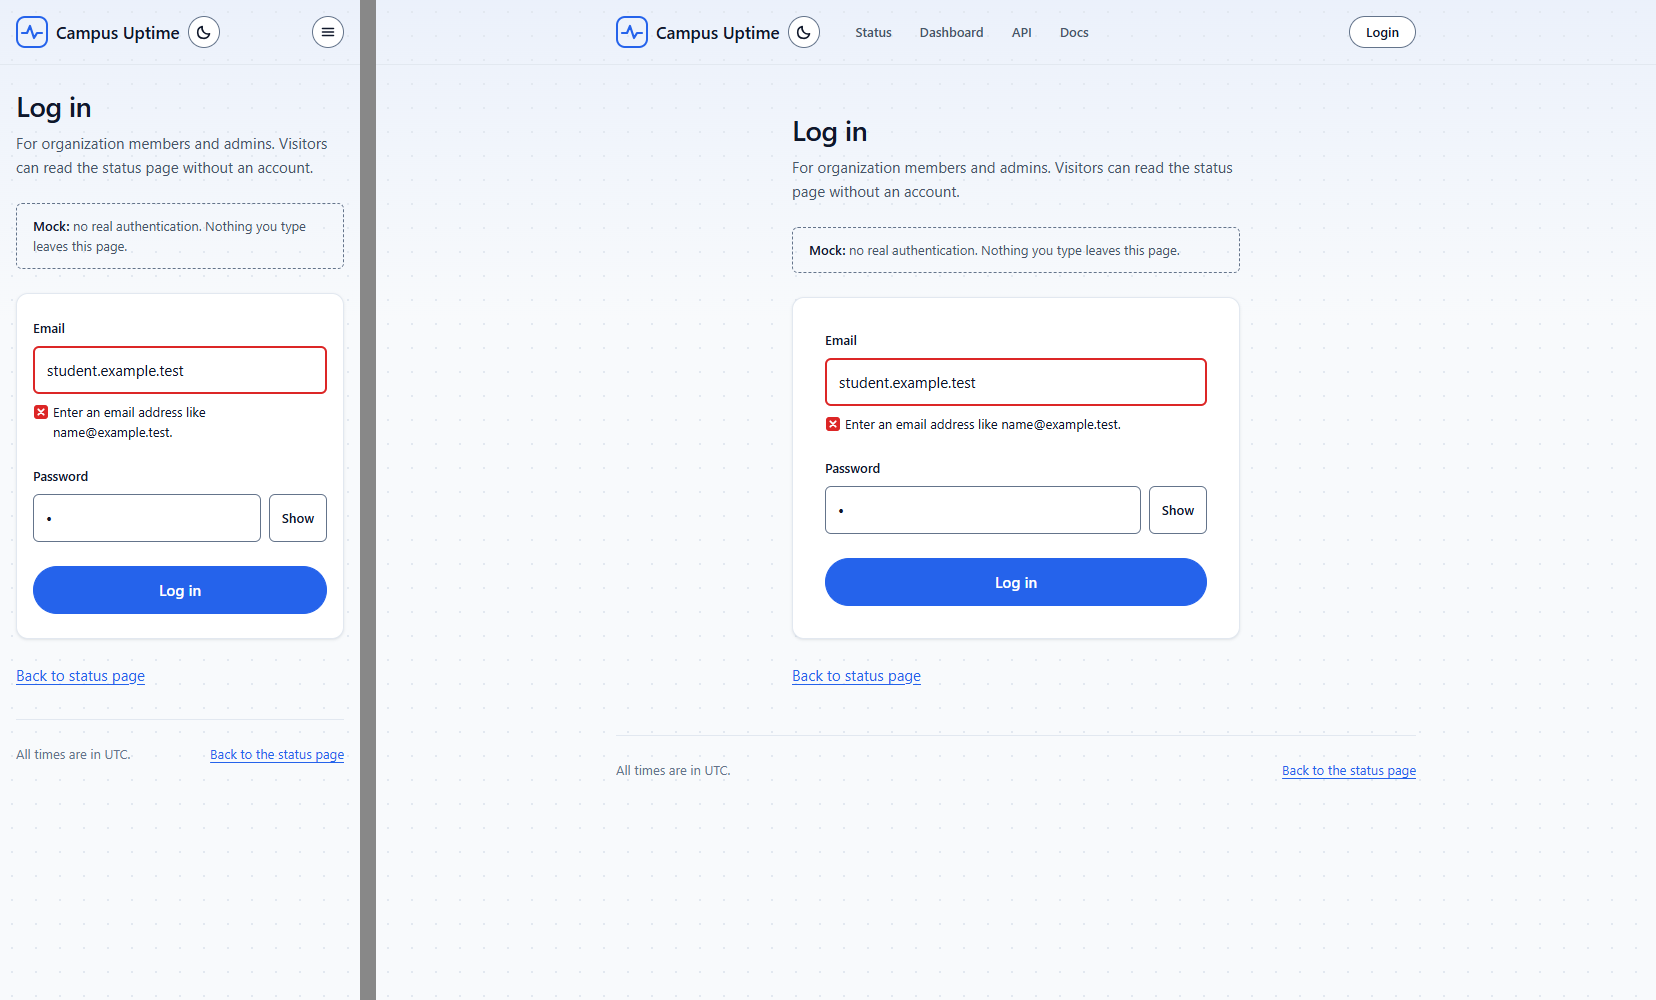 Campus Uptime
Log in
For organization members and admins. Visitors
can read the status page without an account.
Mock: no real authentication. Nothing you type
leaves this page.
Email
student.example.test
Enter an email address like
name@example.test.
Password
•
Show
Log in
Back to status page
All times are in UTC.
Back to the status page
Campus Uptime
Status
Dashboard
API
Docs
Login
Log in
For organization members and admins. Visitors can read the status
page without an account.
Mock: no real authentication. Nothing you type leaves this page.
Email
student.example.test
Enter an email address like name@example.test.
Password
•
Show
Log in
Back to status page
All times are in UTC.
Back to the status page